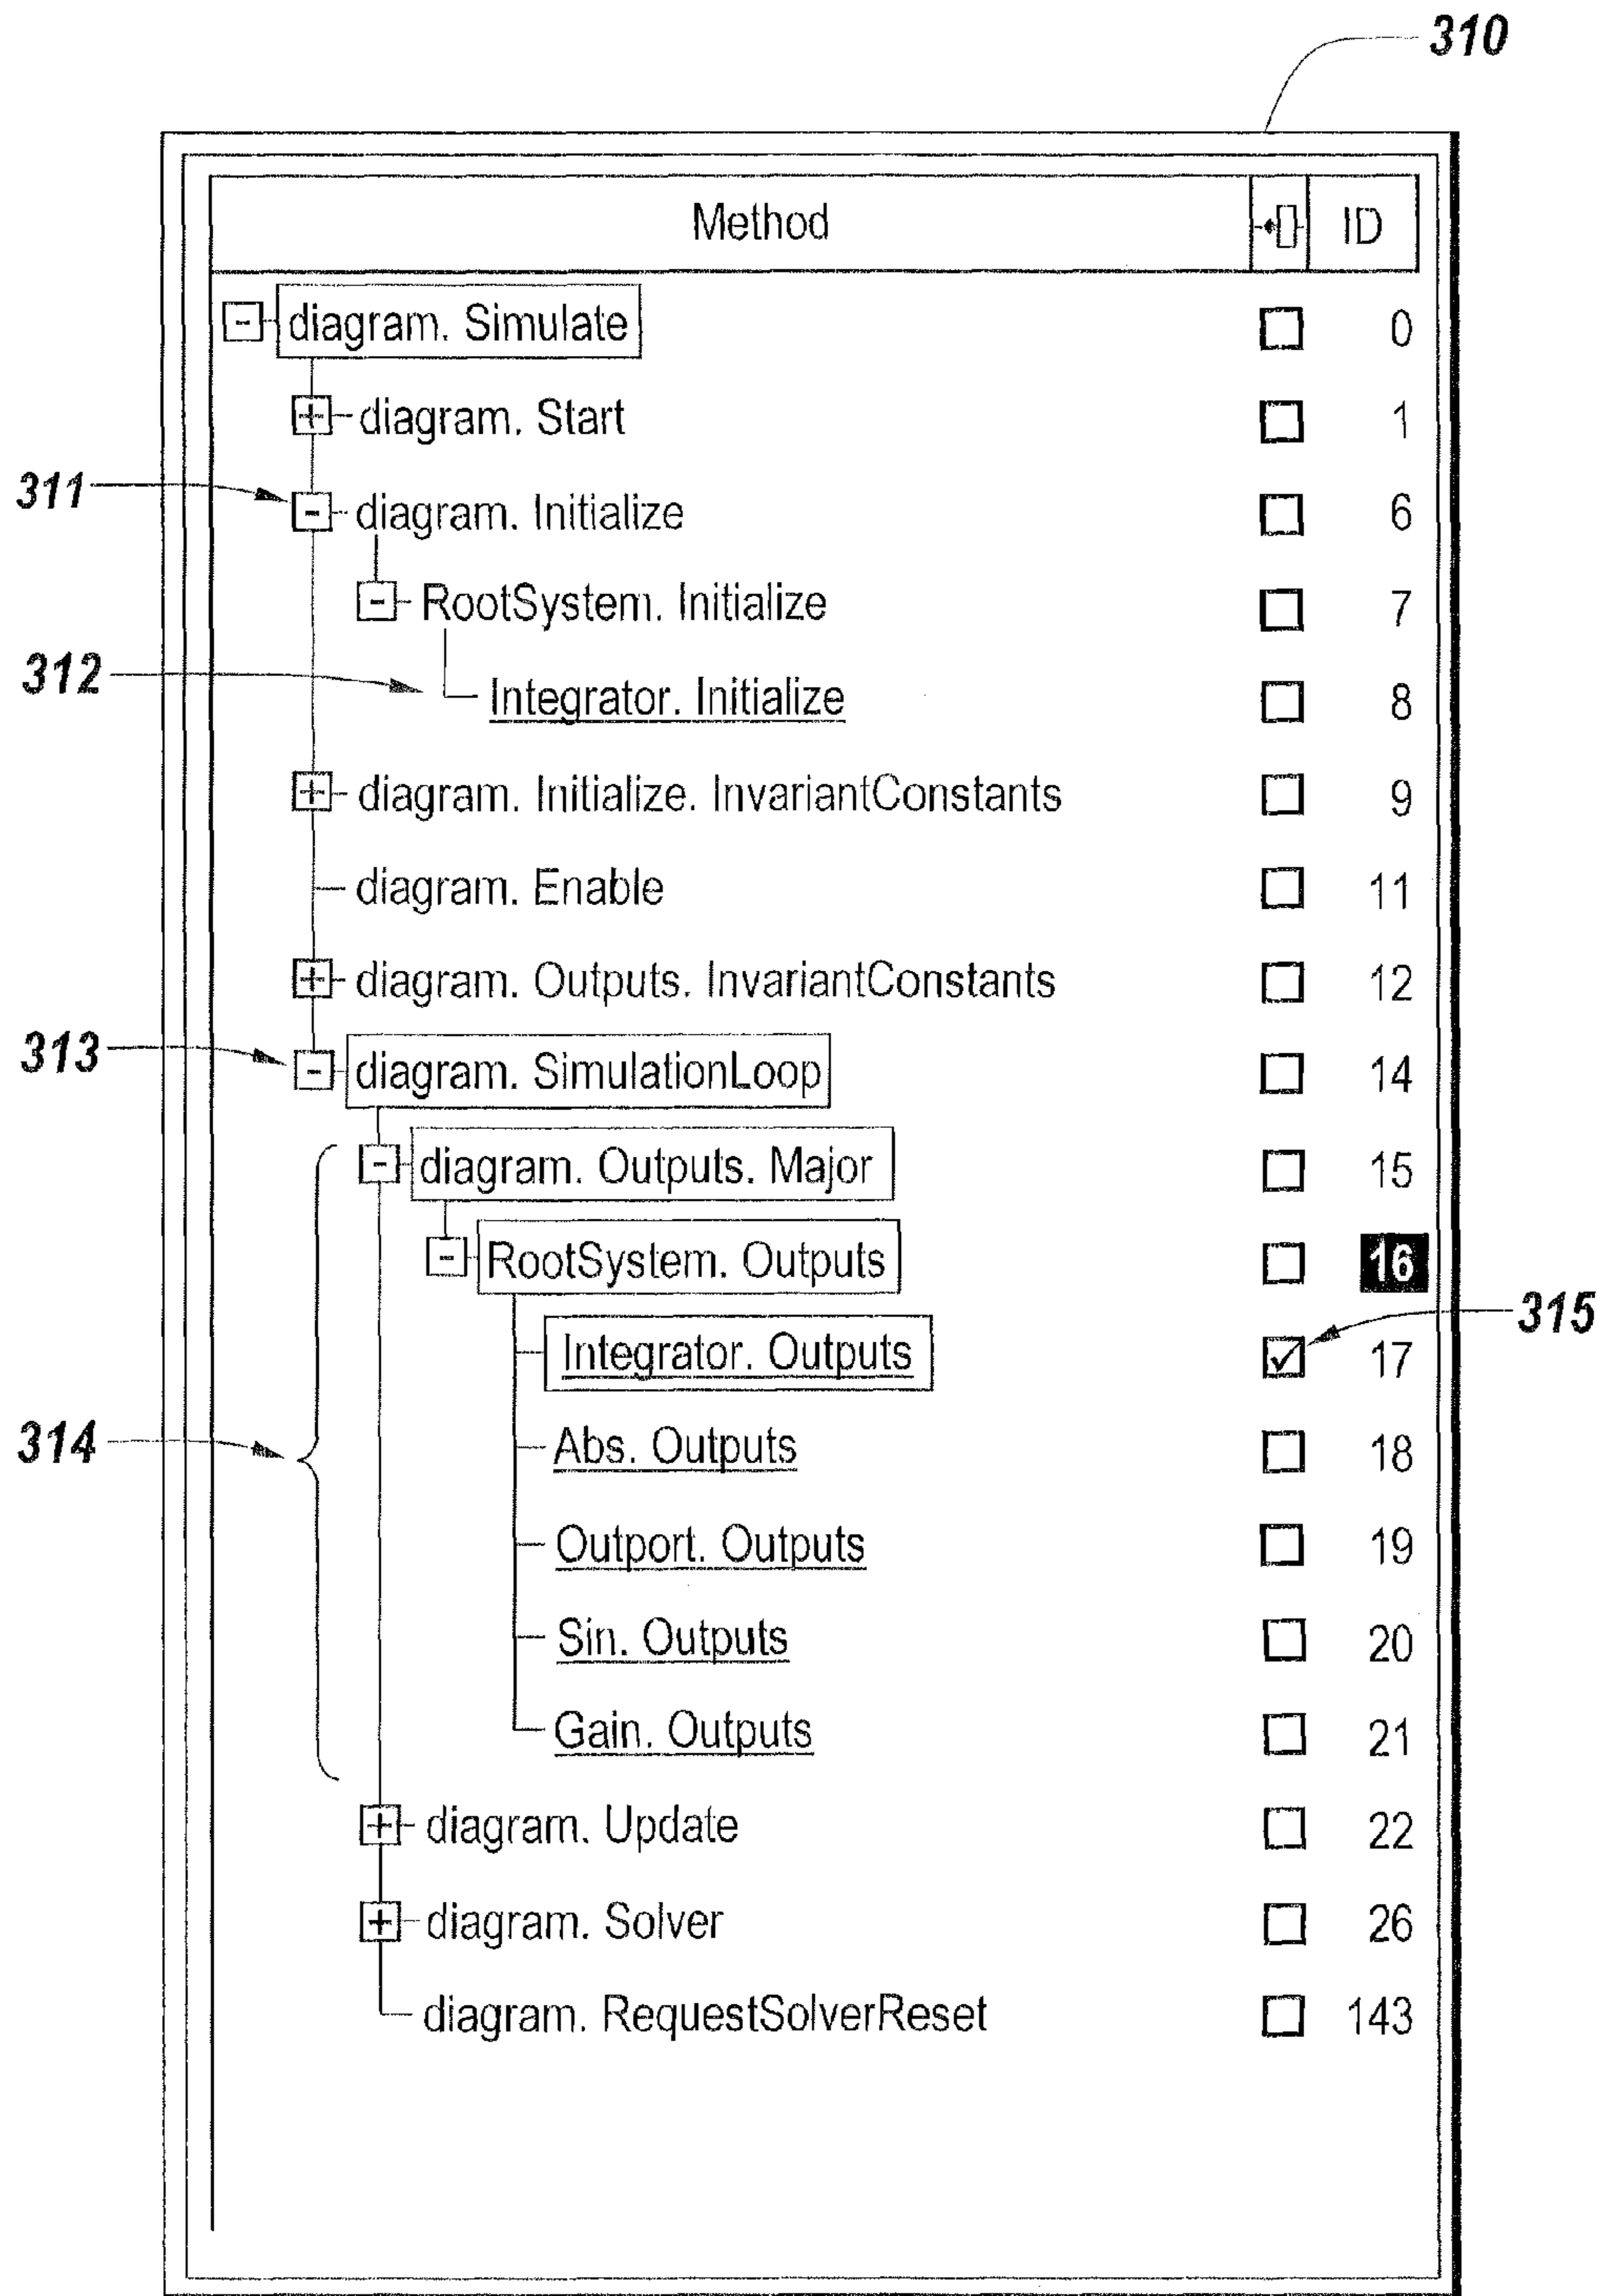 310
Method ID
diagram. Simulate 0
diagram. Start 1
311 diagram. Initialize 6
RootSystem. Initialize 7
312 Integrator. Initialize 8
diagram. Initialize. InvariantConstants 9
diagram. Enable 11
diagram. Outputs. InvariantConstants 12
313 diagram. SimulationLoop 14
diagram. Outputs. Major 15
RootSystem. Outputs 16
315
Integrator. Outputs 17
314 Abs. Outputs 18
Outport. Outputs 19
Sin. Outputs 20
Gain. Outputs 21
diagram. Update 22
diagram. Solver 26
diagram. RequestSolverReset 143